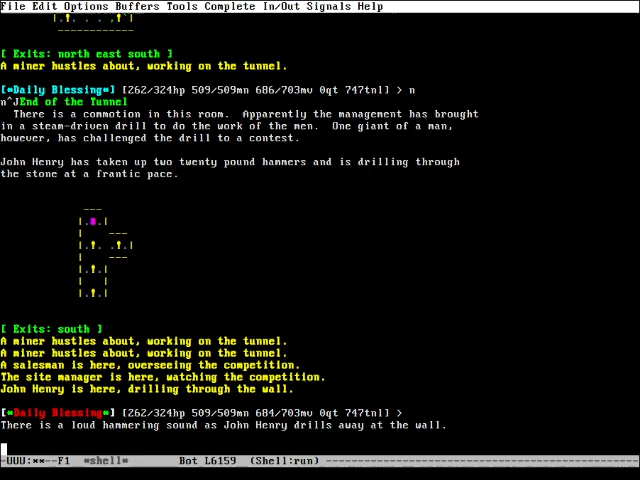 File Edit Options Buffers Tools Complete In/Out Signals Help
|.!. . . .!`|
-------------
[ Exits: north east south ]
A miner hustles about, working on the tunnel.
[*Daily Blessing*] [262/324hp 509/509mn 686/703mv 0qt 747tnl] > n
n^JEnd of the Tunnel
There is a commotion in this room.  Apparently the management has brought
in a steam-driven drill to do the work of the men.  One giant of a man,
however, has challenged the drill to a contest.
John Henry has taken up two twenty pound hammers and is drilling through
the stone at a frantic pace.
---
|. .|
|    ---
|.!. .!.|
|    ---
|.!.|
|   |
|.!.|
[ Exits: south ]
A miner hustles about, working on the tunnel.
A miner hustles about, working on the tunnel.
A salesman is here, overseeing the competition.
The site manager is here, watching the competition.
John Henry is here, drilling through the wall.
[*Daily Blessing*] [262/324hp 509/509mn 684/703mv 0qt 747tnl] >
There is a loud hammering sound as John Henry drills away at the wall.
-UUU:**--F1  *shell*        Bot L6159  (Shell:run) ------------------------------